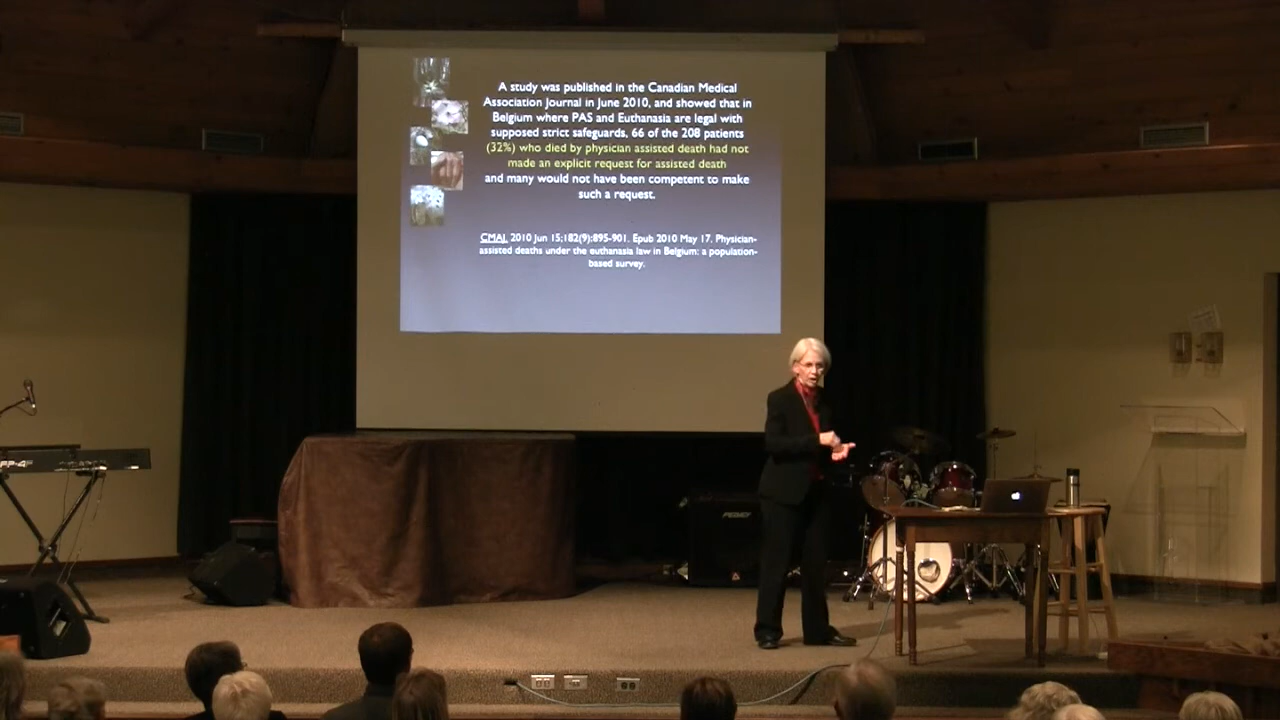 A study was published in the Canadian Medical
Association Journal in June 2010, and showed that in
Belgium where PAS and Euthanasia are legal with
supposed strict safeguards, 66 of the 208 patients
(32%) who died by physician assisted death had not
made an explicit request for assisted death
and many would not have been competent to make
such a request.
CMAJ. 2010 Jun 15;182(9):895-901. Epub 2010 May 17. Physician-
assisted deaths under the euthanasia law in Belgium: a population-
based survey.
PEAVEY